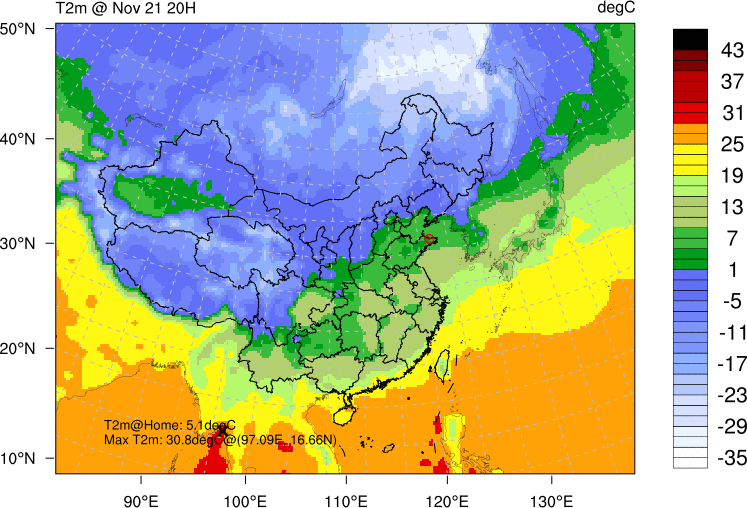 T2m @ Nov 21 20H
degC
50°N
40°N
30°N
20°N
10°N
90°E
100°E
110°E
120°E
130°E
T2m@Home: 5.1degC
Max T2m: 30.8degC@(97.09E, 16.66N)
43
37
31
25
19
13
7
1
-5
-11
-17
-23
-29
-35